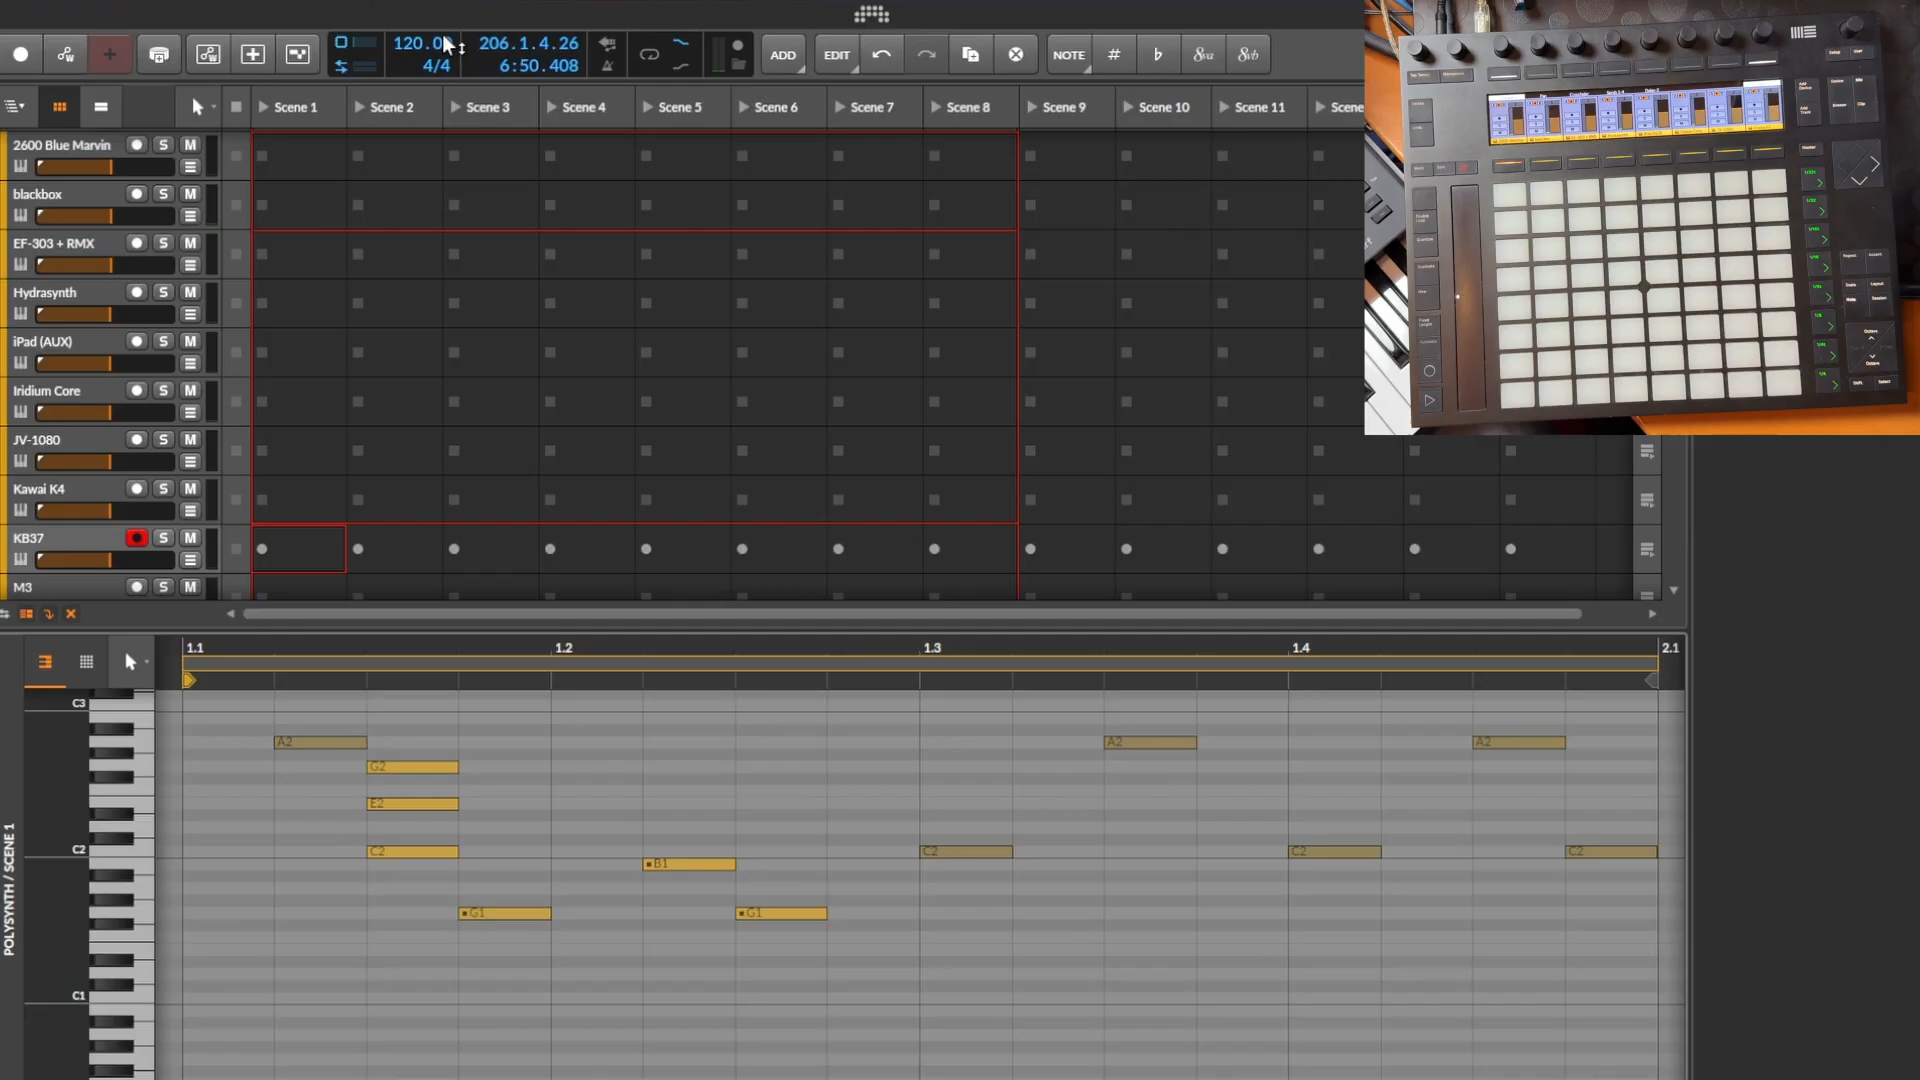 120.0
206.1.4.26
4/4
6:50.408
ADD
EDIT
NOTE
#
♭
8va
8vb
Scene 1
Scene 2
Scene 3
Scene 4
Scene 5
Scene 6
Scene 7
Scene 8
Scene 9
Scene 10
Scene 11
Scene
2600 Blue Marvin
S
M
blackbox
S
M
EF-303 + RMX
S
M
Hydrasynth
S
M
iPad (AUX)
S
M
Iridium Core
S
M
JV-1080
S
M
Kawai K4
S
M
KB37
S
M
M3
S
M
1.1
1.2
1.3
1.4
2.1
C3
C2
C1
A2
G2
E2
C2
G1
B1
G1
C2
A2
C2
A2
C2
POLYSYNTH / SCENE 1